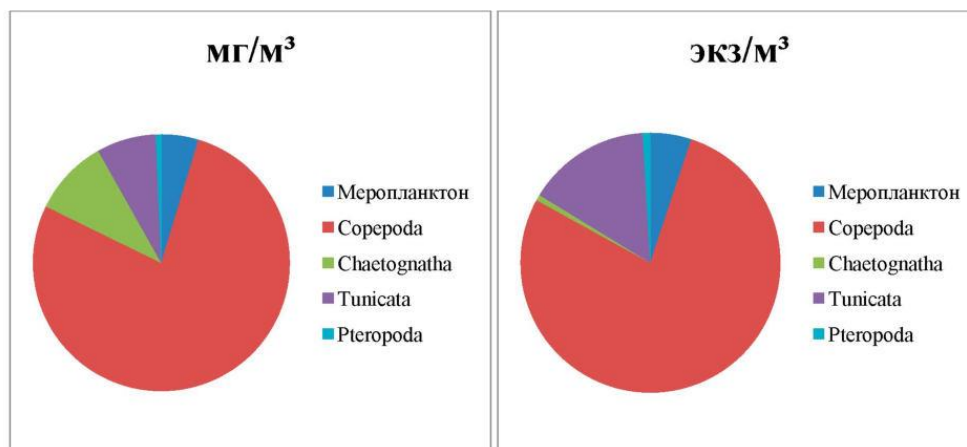 мг/м³
Меропланктон
Copepoda
Chaetognatha
Tunicata
Pteropoda
экз/м³
Меропланктон
Copepoda
Chaetognatha
Tunicata
Pteropoda